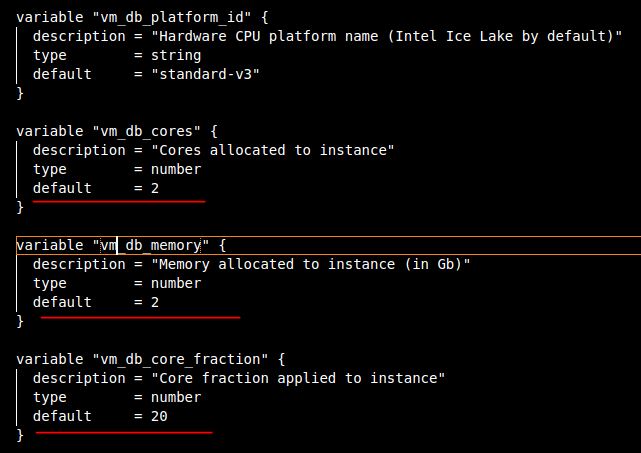 variable "vm_db_platform_id" {
description = "Hardware CPU platform name (Intel Ice Lake by default)"
type = string
default = "standard-v3"
}
variable "vm_db_cores" {
description = "Cores allocated to instance"
type = number
default = 2
}
variable "vm_db_memory" {
description = "Memory allocated to instance (in Gb)"
type = number
default = 2
}
variable "vm_db_core_fraction" {
description = "Core fraction applied to instance"
type = number
default = 20
}